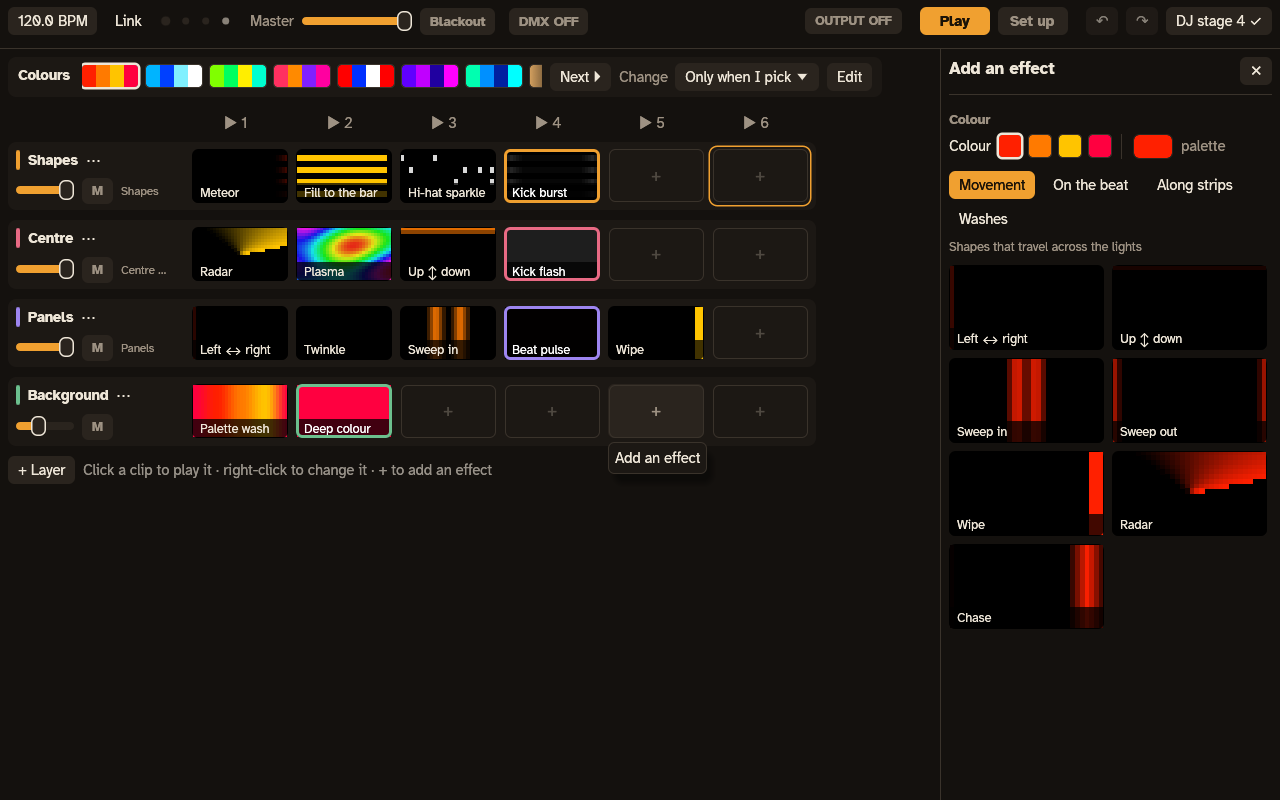 120.0 BPM Link Master Blackout DMX OFF OUTPUT OFF Play Set up DJ stage 4
Colours Next Change Only when I pick Edit
1 2 3 4 5 6
Shapes ...
M Shapes
Meteor Fill to the bar Hi-hat sparkle Kick burst + +
Centre ...
M Centre ...
Radar Plasma Up ↕ down Kick flash + +
Panels ...
M Panels
Left ↔ right Twinkle Sweep in Beat pulse Wipe +
Background ...
M
Palette wash Deep colour + + + +
Add an effect
+ Layer Click a clip to play it · right-click to change it · + to add an effect
Add an effect
Colour
Colour palette
Movement On the beat Along strips
Washes
Shapes that travel across the lights
Left ↔ right Up ↕ down
Sweep in Sweep out
Wipe Radar
Chase